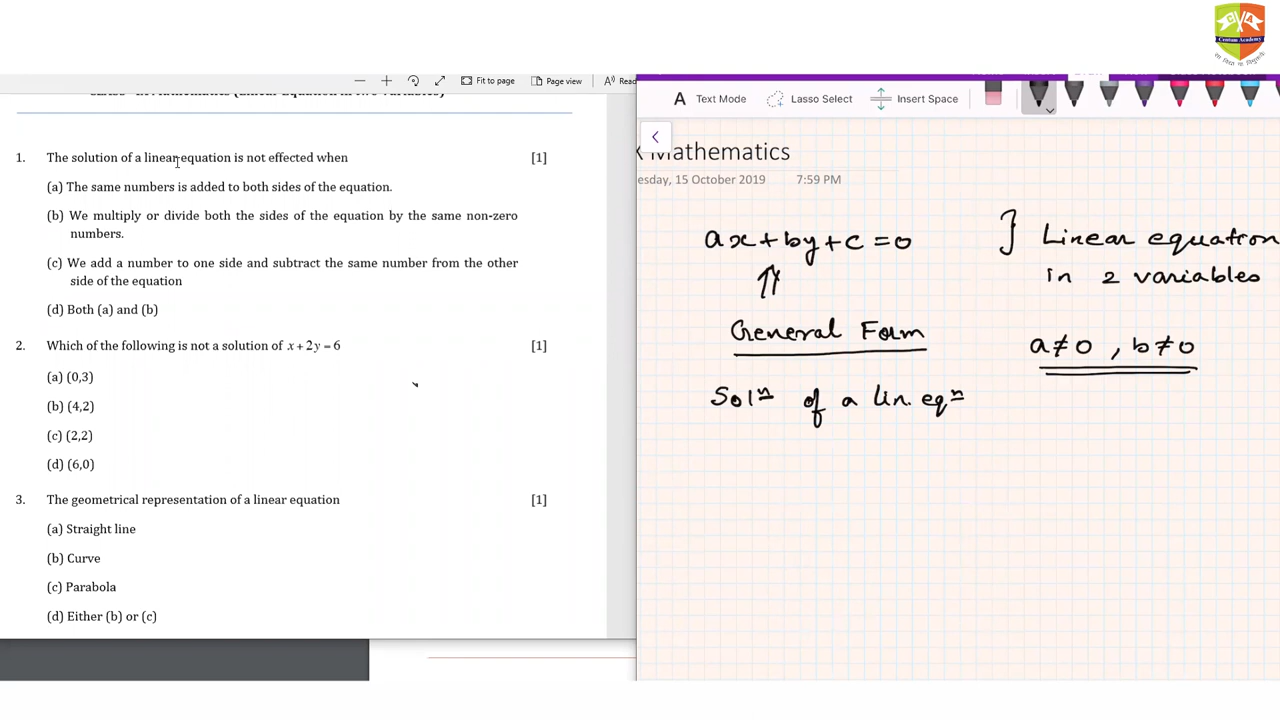 CVA
Centum Academy
Fit to page
Page view
Read
1. The solution of a linear equation is not effected when [1]
(a) The same numbers is added to both sides of the equation.
(b) We multiply or divide both the sides of the equation by the same non-zero
numbers.
(c) We add a number to one side and subtract the same number from the other
side of the equation
(d) Both (a) and (b)
2. Which of the following is not a solution of x + 2y = 6 [1]
(a) (0,3)
(b) (4,2)
(c) (2,2)
(d) (6,0)
3. The geometrical representation of a linear equation [1]
(a) Straight line
(b) Curve
(c) Parabola
(d) Either (b) or (c)
A Text Mode
Lasso Select
Insert Space
X Mathematics
esday, 15 October 2019 7:59 PM
ax+by+c=0 } Linear equation
in 2 variables
General Form
a≠0 , b≠0
Solⁿ of a lin. eqⁿ